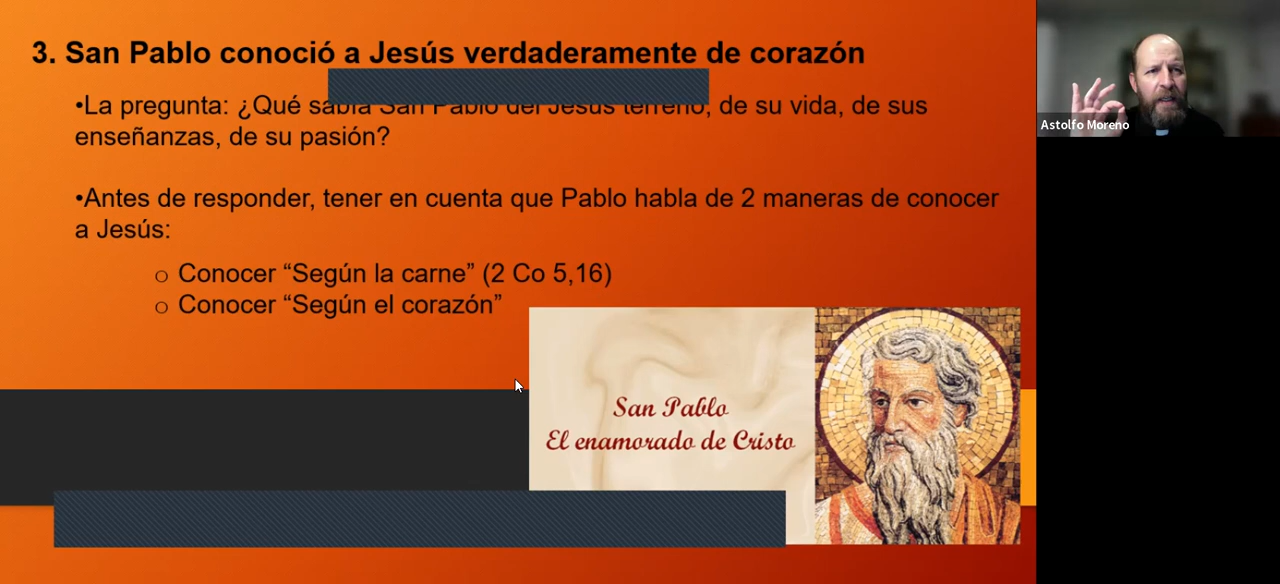 3. San Pablo conoció a Jesús verdaderamente de corazón
•La pregunta: ¿Qué sabía San Pablo del Jesús terreno, de su vida, de sus
enseñanzas, de su pasión?
•Antes de responder, tener en cuenta que Pablo habla de 2 maneras de conocer
a Jesús:
o Conocer “Según la carne” (2 Co 5,16)
o Conocer “Según el corazón”
San Pablo
El enamorado de Cristo
Astolfo Moreno